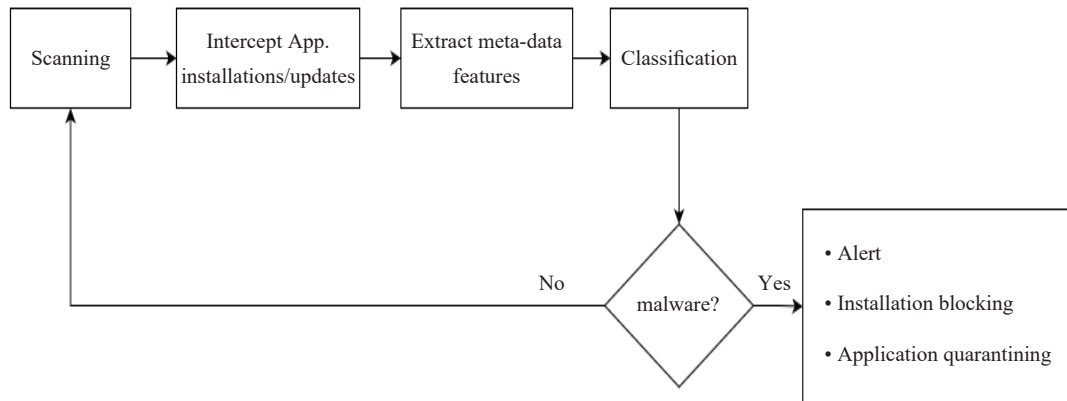 Scanning
Intercept App.
installations/updates
Extract meta-data
features
Classification
malware?
No
Yes
• Alert
• Installation blocking
• Application quarantining